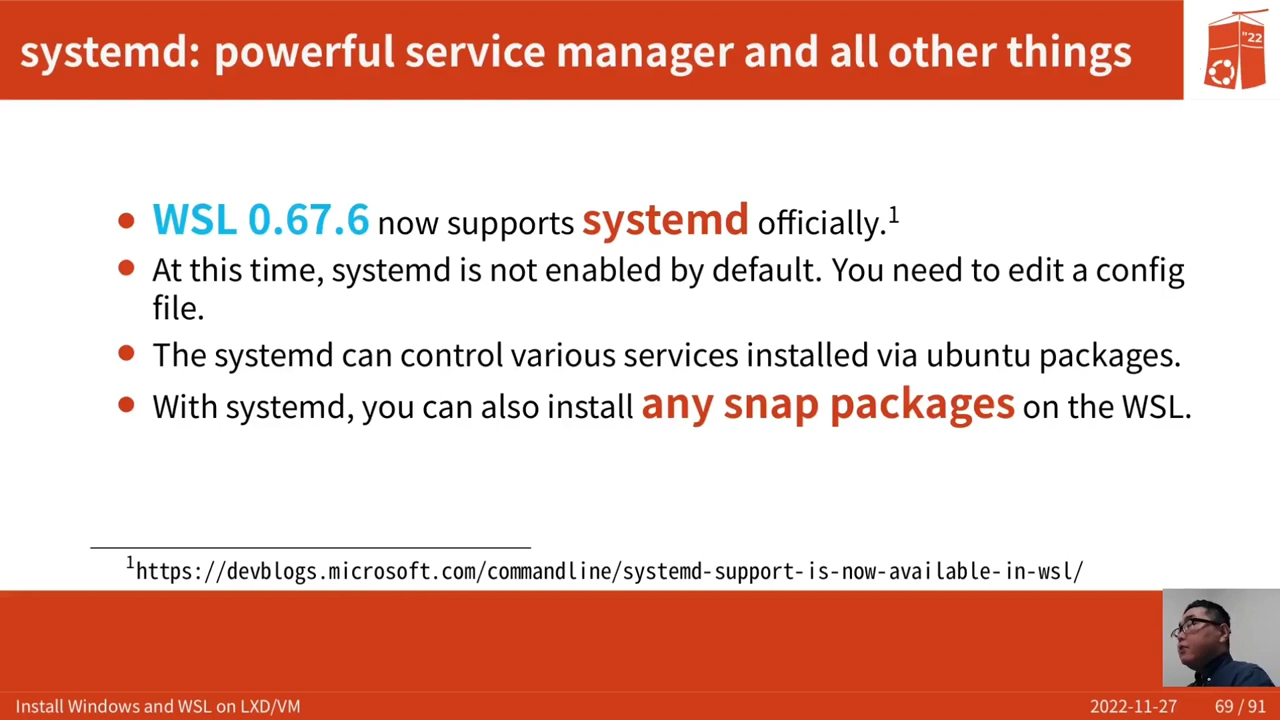 systemd: powerful service manager and all other things
"22
• WSL 0.67.6 now supports systemd officially.1
• At this time, systemd is not enabled by default. You need to edit a config
file.
• The systemd can control various services installed via ubuntu packages.
• With systemd, you can also install any snap packages on the WSL.
1https://devblogs.microsoft.com/commandline/systemd-support-is-now-available-in-wsl/
Install Windows and WSL on LXD/VM 2022-11-27 69 / 91